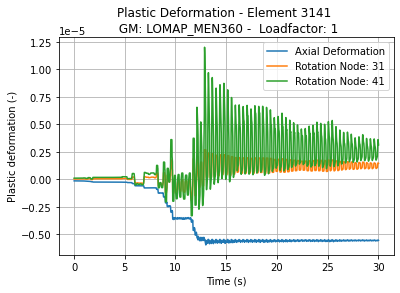 Plastic Deformation - Element 3141
GM: LOMAP_MEN360 -  Loadfactor: 1
1e−5
Axial Deformation
Rotation Node: 31
Rotation Node: 41
1.25
1.00
0.75
0.50
0.25
0.00
−0.25
−0.50
Plastic deformation (-)
0
5
10
15
20
25
30
Time (s)